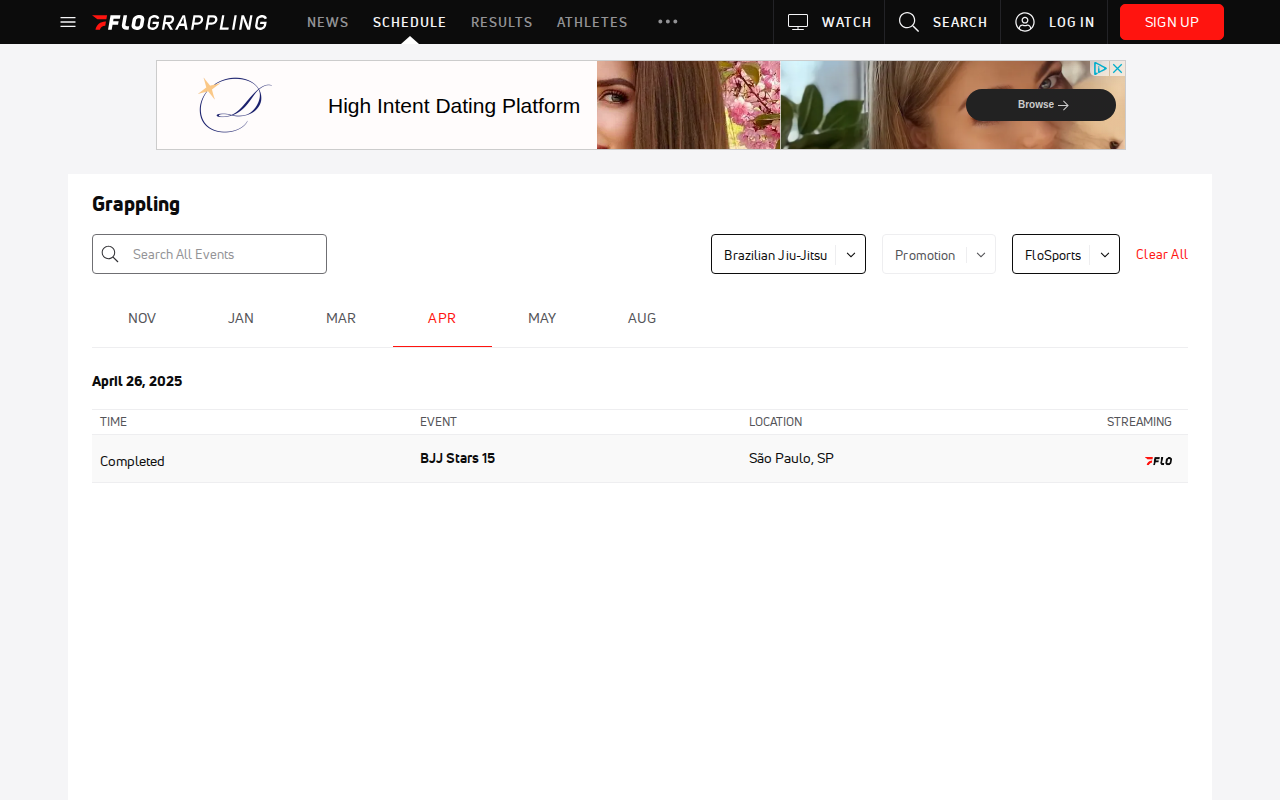 FLOGRAPPLING NEWS SCHEDULE RESULTS ATHLETES WATCH SEARCH LOG IN SIGN UP
D High Intent Dating Platform Browse →
Grappling
Search All Events Brazilian Jiu-Jitsu Promotion FloSports Clear All
NOV JAN MAR APR MAY AUG
April 26, 2025
TIME EVENT LOCATION STREAMING
Completed BJJ Stars 15 São Paulo, SP FLO